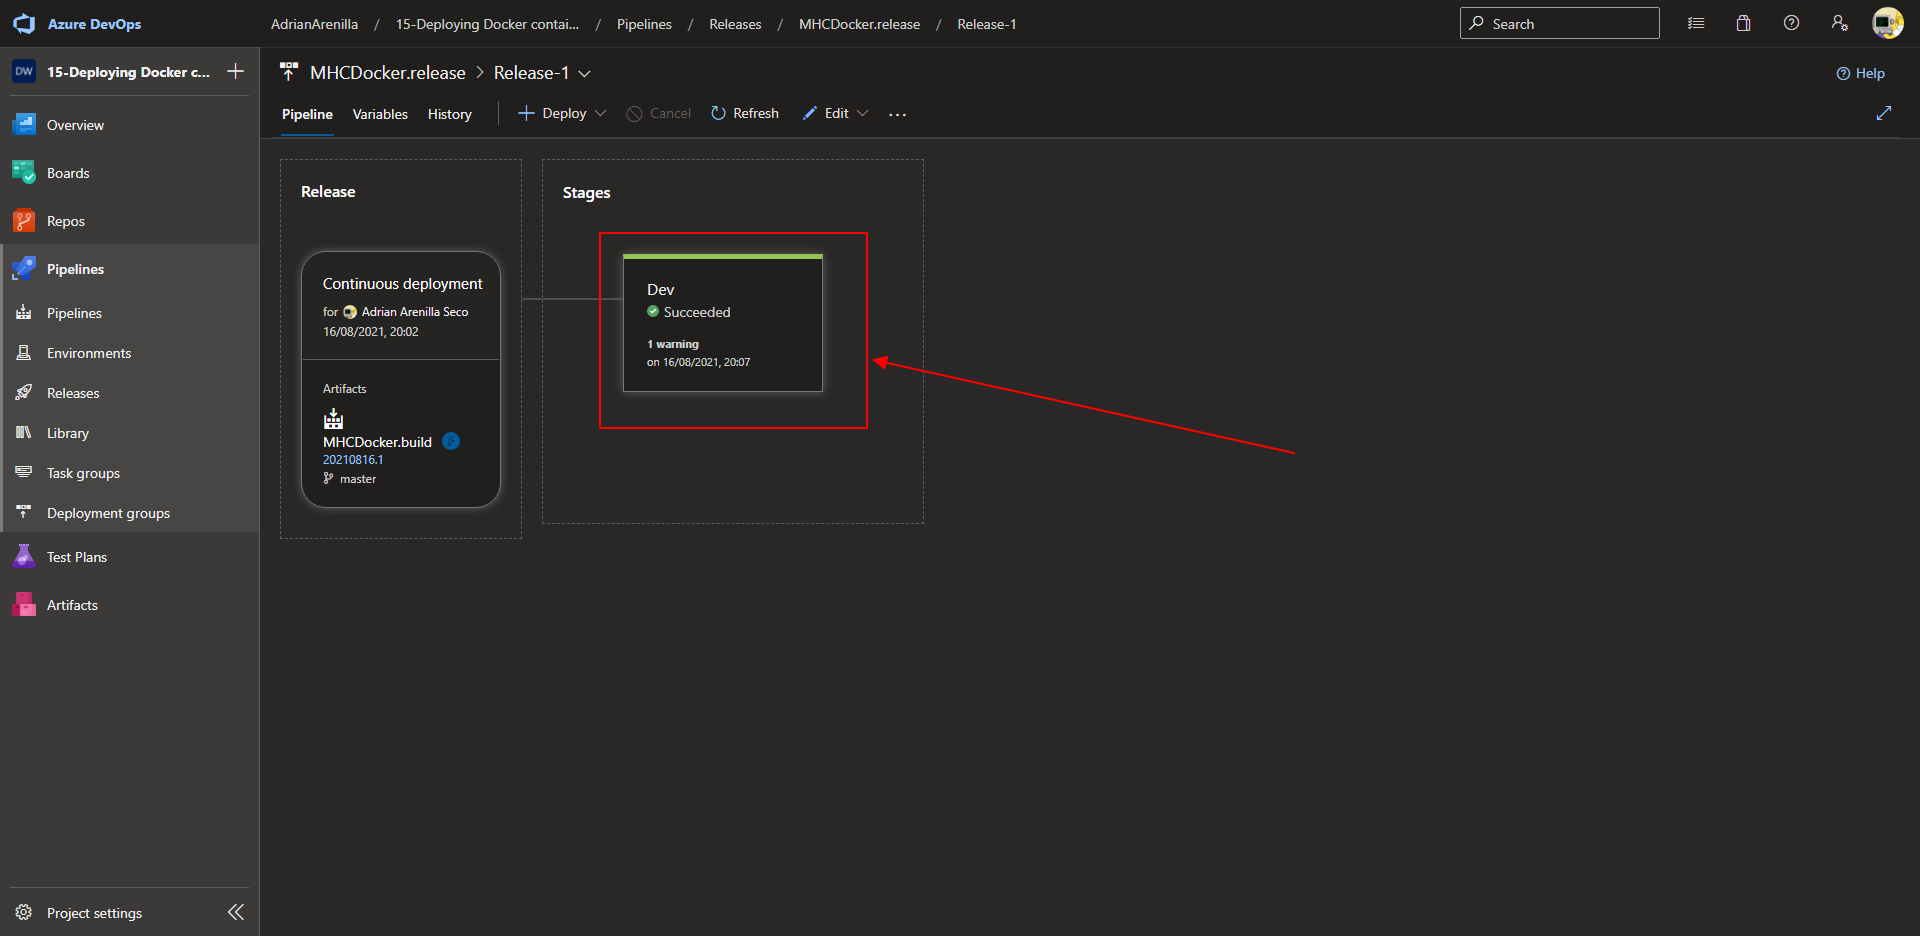 Azure DevOps
AdrianArenilla / 15-Deploying Docker contai... / Pipelines / Releases / MHCDocker.release / Release-1
Search
DW 15-Deploying Docker c...
MHCDocker.release > Release-1
Help
Pipeline Variables History Deploy Cancel Refresh Edit ...
Overview
Boards
Repos
Pipelines
Pipelines
Environments
Releases
Library
Task groups
Deployment groups
Test Plans
Artifacts
Project settings
Release
Continuous deployment
for Adrian Arenilla Seco
16/08/2021, 20:02
Artifacts
MHCDocker.build
20210816.1
master
Stages
Dev
Succeeded
1 warning
on 16/08/2021, 20:07